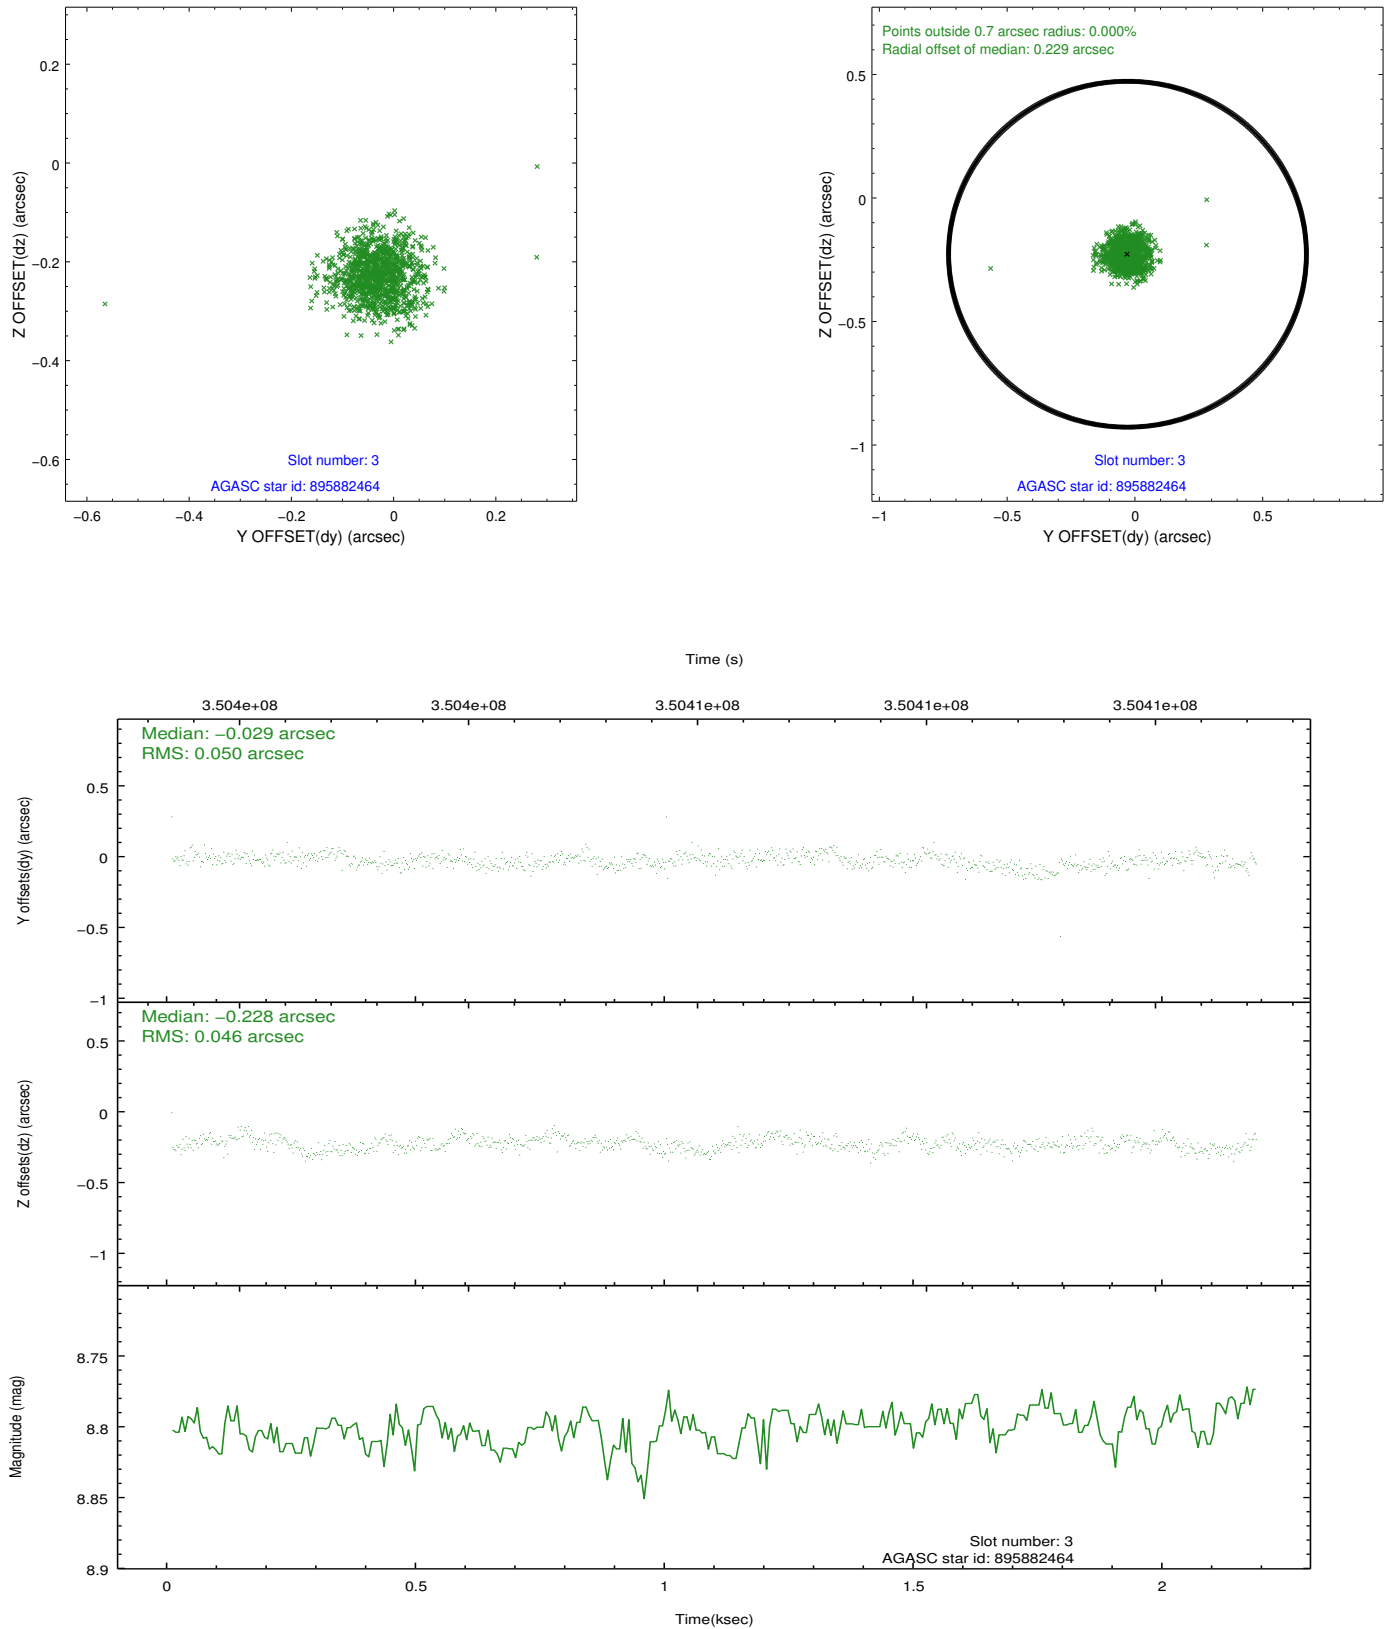 0.2
0
−0.2
−0.4
−0.6
Z OFFSET(dz) (arcsec)
Slot number: 3
AGASC star id: 895882464
−0.6
−0.4
−0.2
0
0.2
Y OFFSET(dy) (arcsec)
Points outside 0.7 arcsec radius: 0.000%
Radial offset of median: 0.229 arcsec
0.5
0
−0.5
−1
Z OFFSET(dz) (arcsec)
Slot number: 3
AGASC star id: 895882464
−1
−0.5
0
0.5
Y OFFSET(dy) (arcsec)
Time (s)
3.504e+08
3.504e+08
3.5041e+08
3.5041e+08
3.5041e+08
Median: −0.029 arcsec
RMS: 0.050 arcsec
0.5
0
−0.5
−1
Y offsets(dy) (arcsec)
Median: −0.228 arcsec
RMS: 0.046 arcsec
0.5
0
−0.5
−1
Z offsets(dz) (arcsec)
8.75
8.8
8.85
8.9
Magnitude (mag)
Slot number: 3
AGASC star id: 895882464
0
0.5
1
1.5
2
Time(ksec)